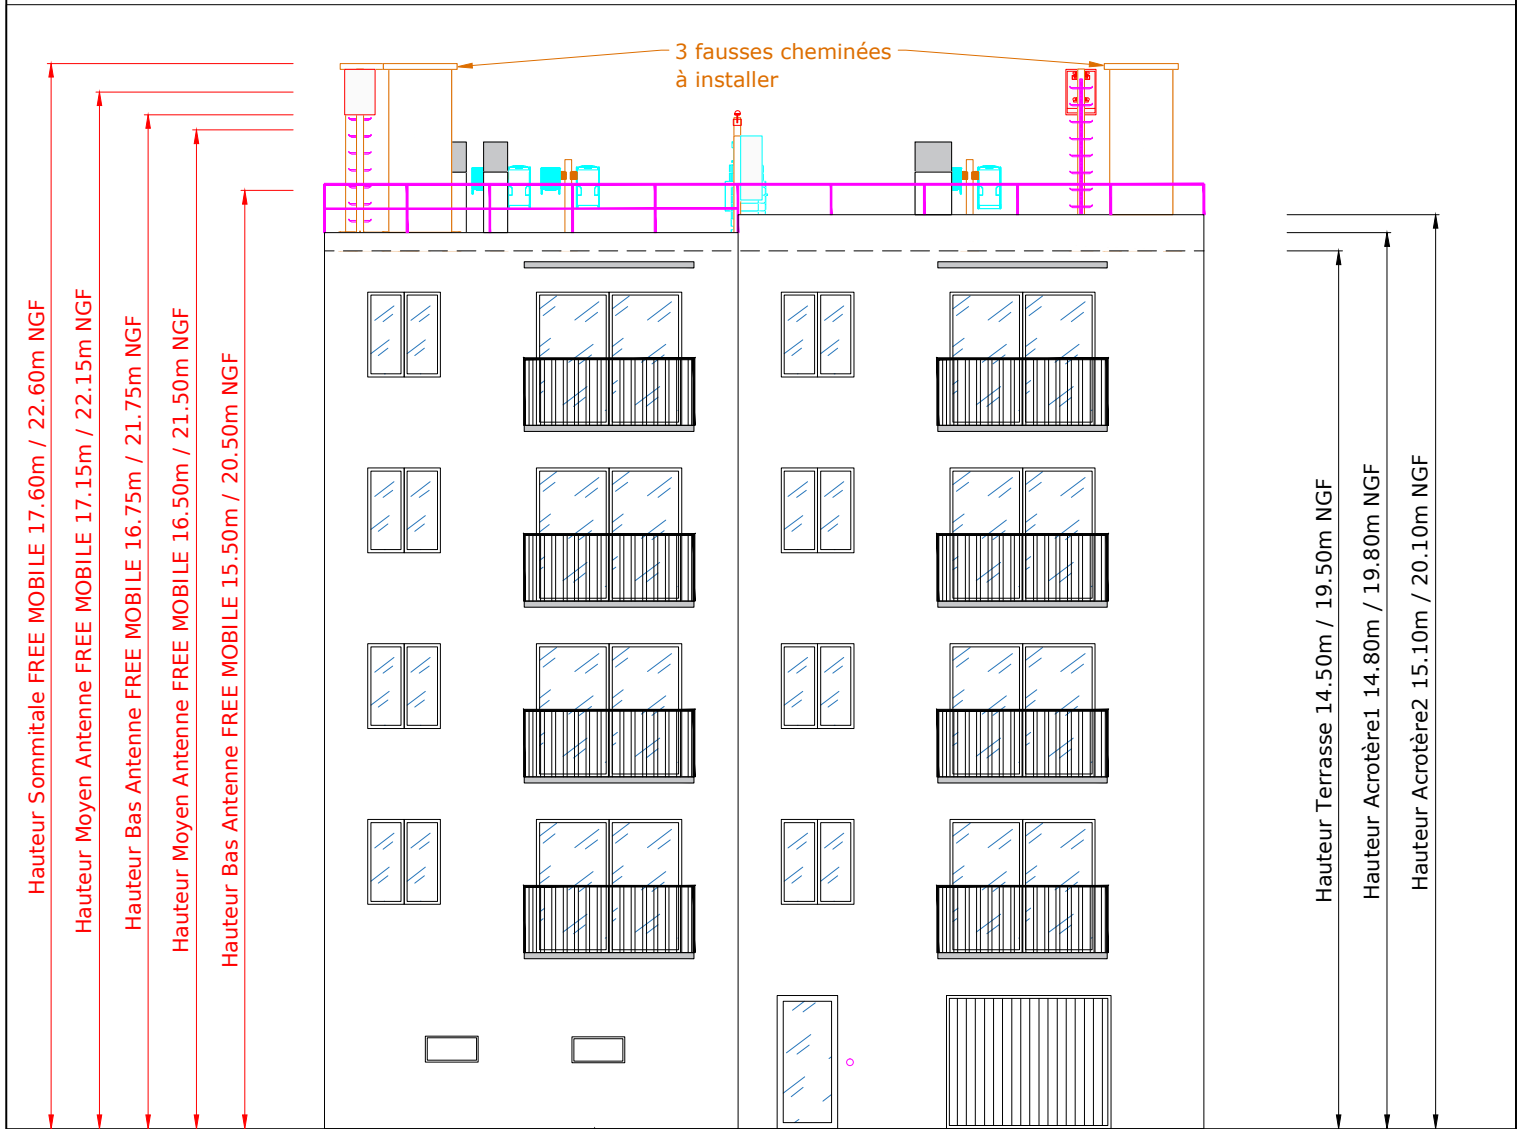 3 fausses cheminées
à installer
Hauteur Sommitale FREE MOBILE 17.60m / 22.60m NGF
Hauteur Moyen Antenne FREE MOBILE 17.15m / 22.15m NGF
Hauteur Bas Antenne FREE MOBILE 16.75m / 21.75m NGF
Hauteur Moyen Antenne FREE MOBILE 16.50m / 21.50m NGF
Hauteur Bas Antenne FREE MOBILE 15.50m / 20.50m NGF
Hauteur Terrasse 14.50m / 19.50m NGF
Hauteur Acrotère1 14.80m / 19.80m NGF
Hauteur Acrotère2 15.10m / 20.10m NGF